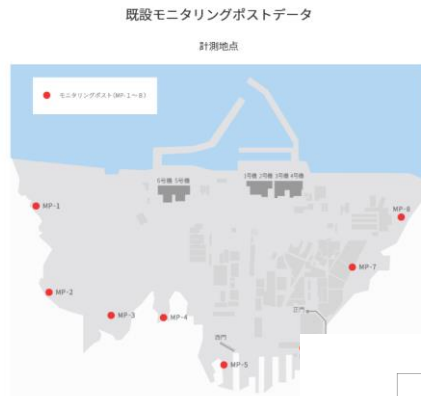 既設モニタリングポストデータ
計測地点
モニタリングポスト(MP-1~8)
6号機 5号機
1号機 2号機 3号機 4号機
MP-1
MP-8
MP-7
MP-2
MP-3
MP-4
正門
西門
MP-5